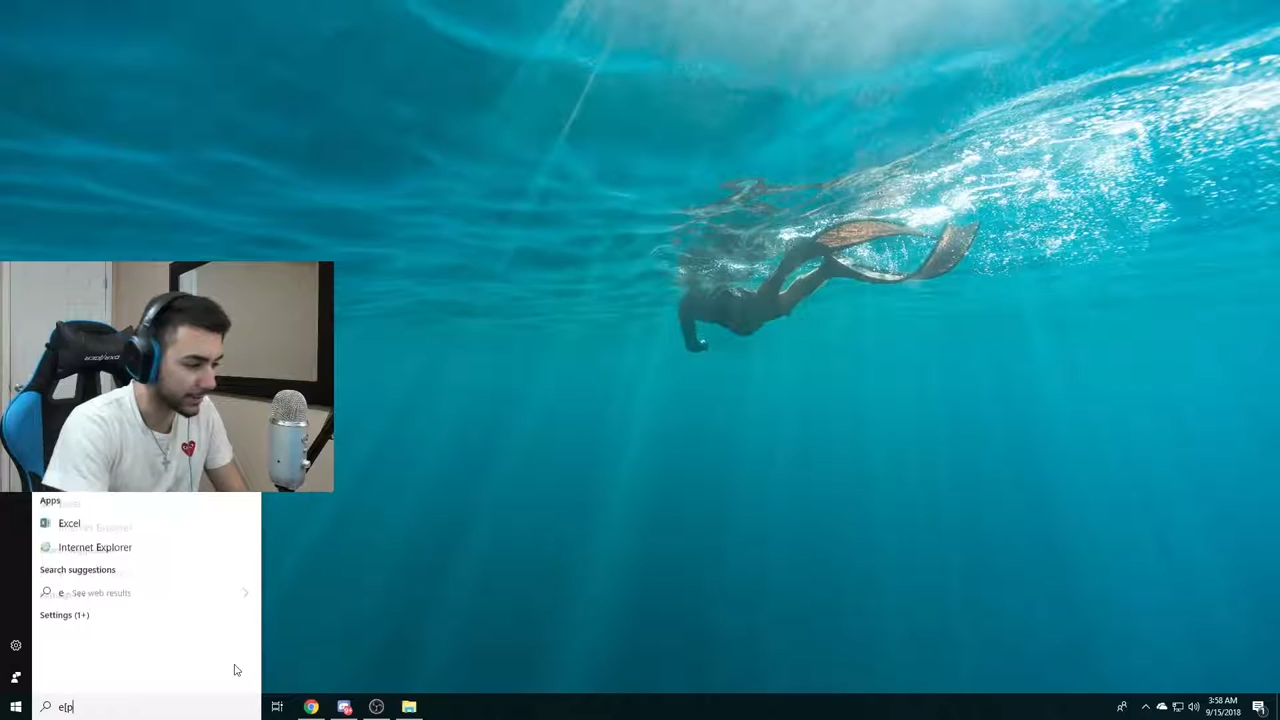 Apps
Excel
Internet Explorer
Search suggestions
e See web results
Settings (1+)
e[p
3:58 AM
9/15/2018